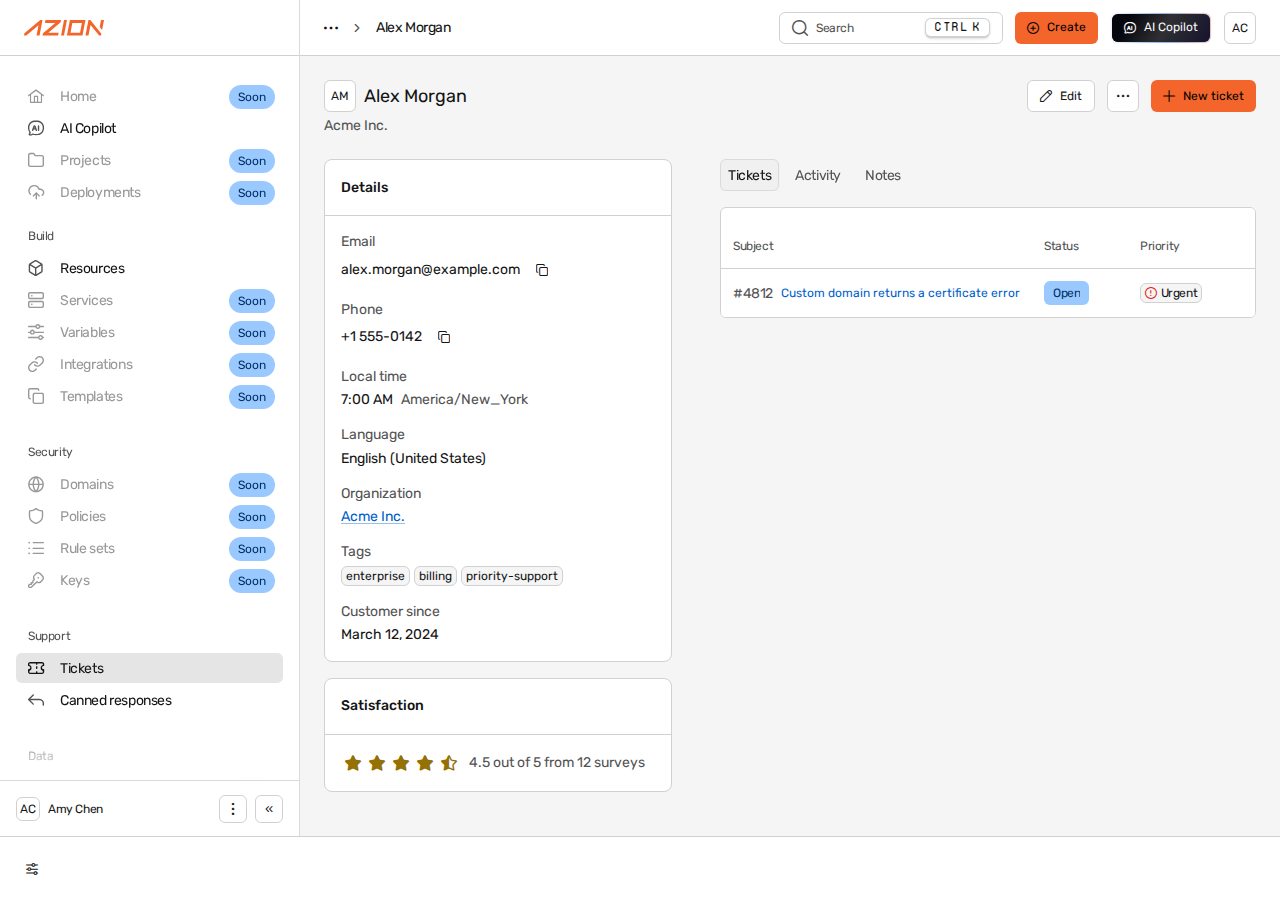 AZION
Alex Morgan
Search
CTRL K
Create
AI Copilot
AC
Home
Soon
AI Copilot
Projects
Soon
Deployments
Soon
Build
Resources
Services
Soon
Variables
Soon
Integrations
Soon
Templates
Soon
Security
Domains
Soon
Policies
Soon
Rule sets
Soon
Keys
Soon
Support
Tickets
Canned responses
Data
AC
Amy Chen
AM
Alex Morgan
Acme Inc.
Edit
New ticket
Details
Email
alex.morgan@example.com
Phone
+1 555-0142
Local time
7:00 AM America/New_York
Language
English (United States)
Organization
Acme Inc.
Tags
enterprise billing priority-support
Customer since
March 12, 2024
Satisfaction
4.5 out of 5 from 12 surveys
Tickets Activity Notes
Subject Status Priority
#4812 Custom domain returns a certificate error Open Urgent